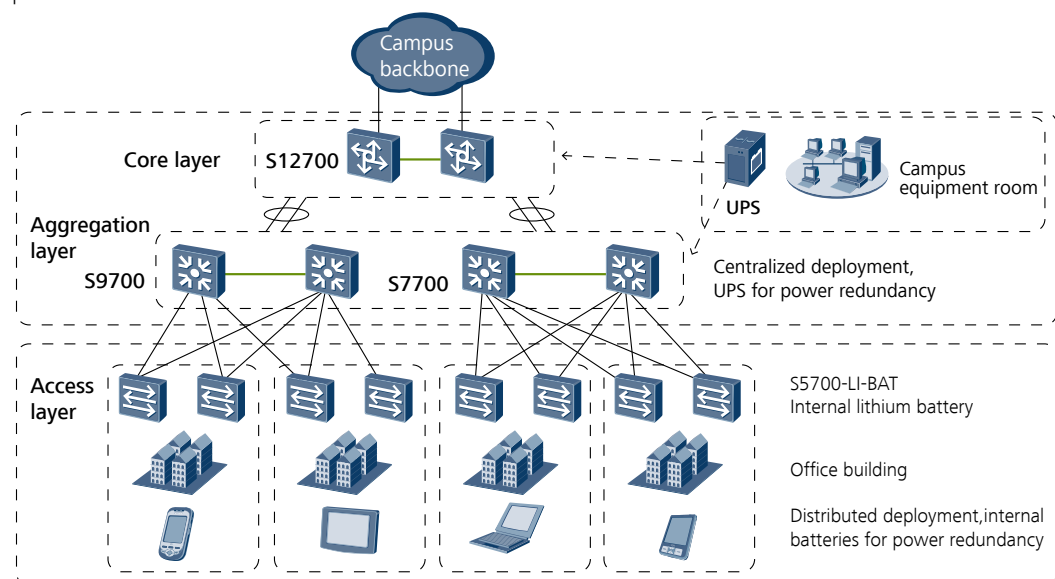 Campus
backbone
Core layer
S12700
UPS
Campus
equipment room
Aggregation
layer
S9700
S7700
Centralized deployment,
UPS for power redundancy
Access
layer
S5700-LI-BAT
Internal lithium battery
Office building
Distributed deployment,internal
batteries for power redundancy